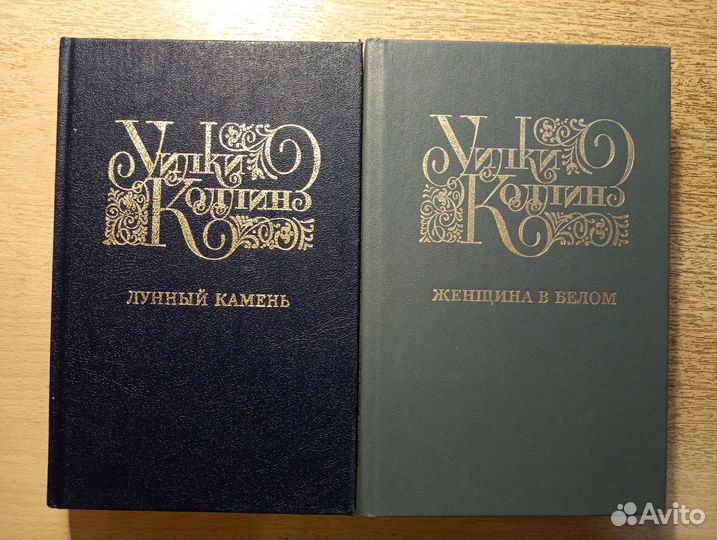 Уилки
Коллинз
ЛУННЫЙ КАМЕНЬ
Уилки
Коллинз
ЖЕНЩИНА В БЕЛОМ
Avito